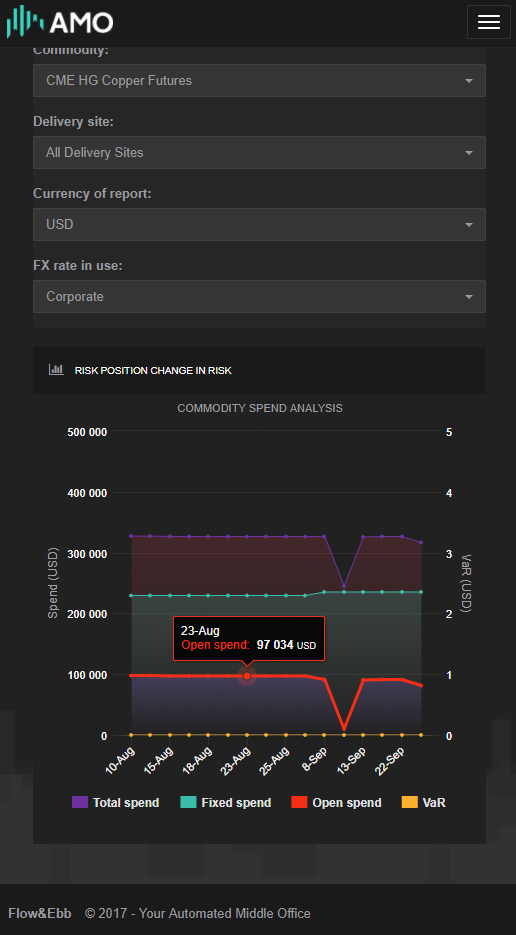 AMO
Commodity:
CME HG Copper Futures
Delivery site:
All Delivery Sites
Currency of report:
USD
FX rate in use:
Corporate
RISK POSITION CHANGE IN RISK
COMMODITY SPEND ANALYSIS
500 000
5
400 000
4
300 000
3
200 000
2
100 000
1
0
0
Spend (USD)
VaR (USD)
23-Aug
Open spend: 97 034 USD
10-Aug
15-Aug
18-Aug
23-Aug
25-Aug
8-Sep
13-Sep
22-Sep
Total spend Fixed spend Open spend VaR
Flow&Ebb © 2017 - Your Automated Middle Office